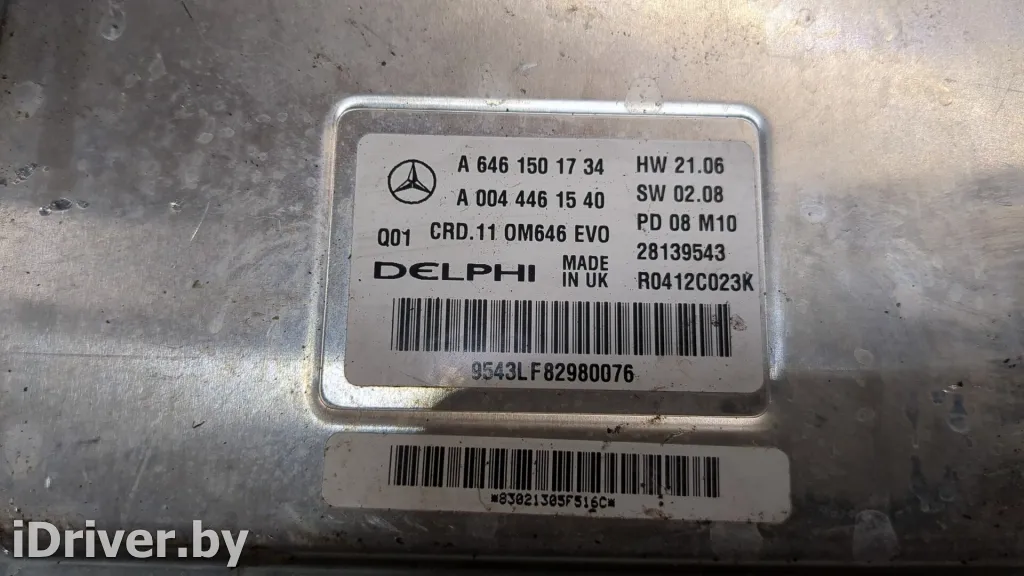 A 646 150 17 34 HW 21.06
A 004 446 15 40 SW 02.08
Q01 CRD.11 OM646 EVO PD 08 M10
DELPHI MADE IN UK 28139543
R0412C023K
9543LF82980076
*83021305F516C*
iDriver.by